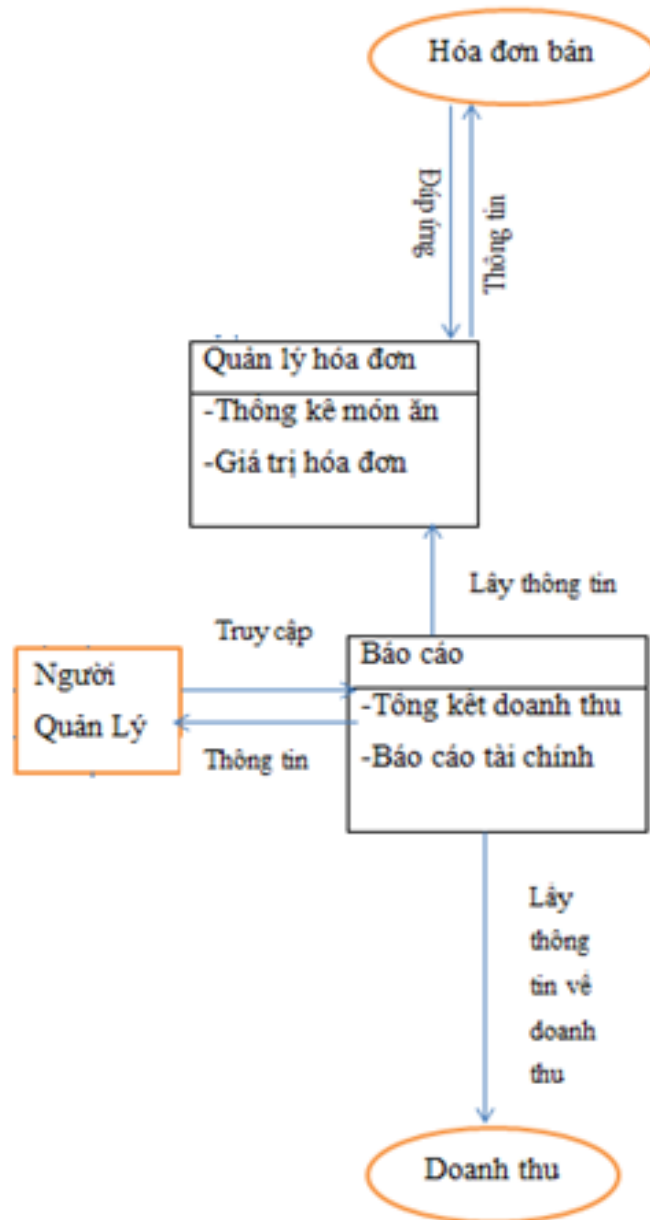 Hóa đơn bán
Đáp ứng
Thông tin
Quản lý hóa đơn
-Thống kê món ăn
-Giá trị hóa đơn
Lấy thông tin
Truy cập
Người
Quản Lý
Thông tin
Báo cáo
-Tổng kết doanh thu
-Báo cáo tài chính
Lấy
thông
tin về
doanh
thu
Doanh thu